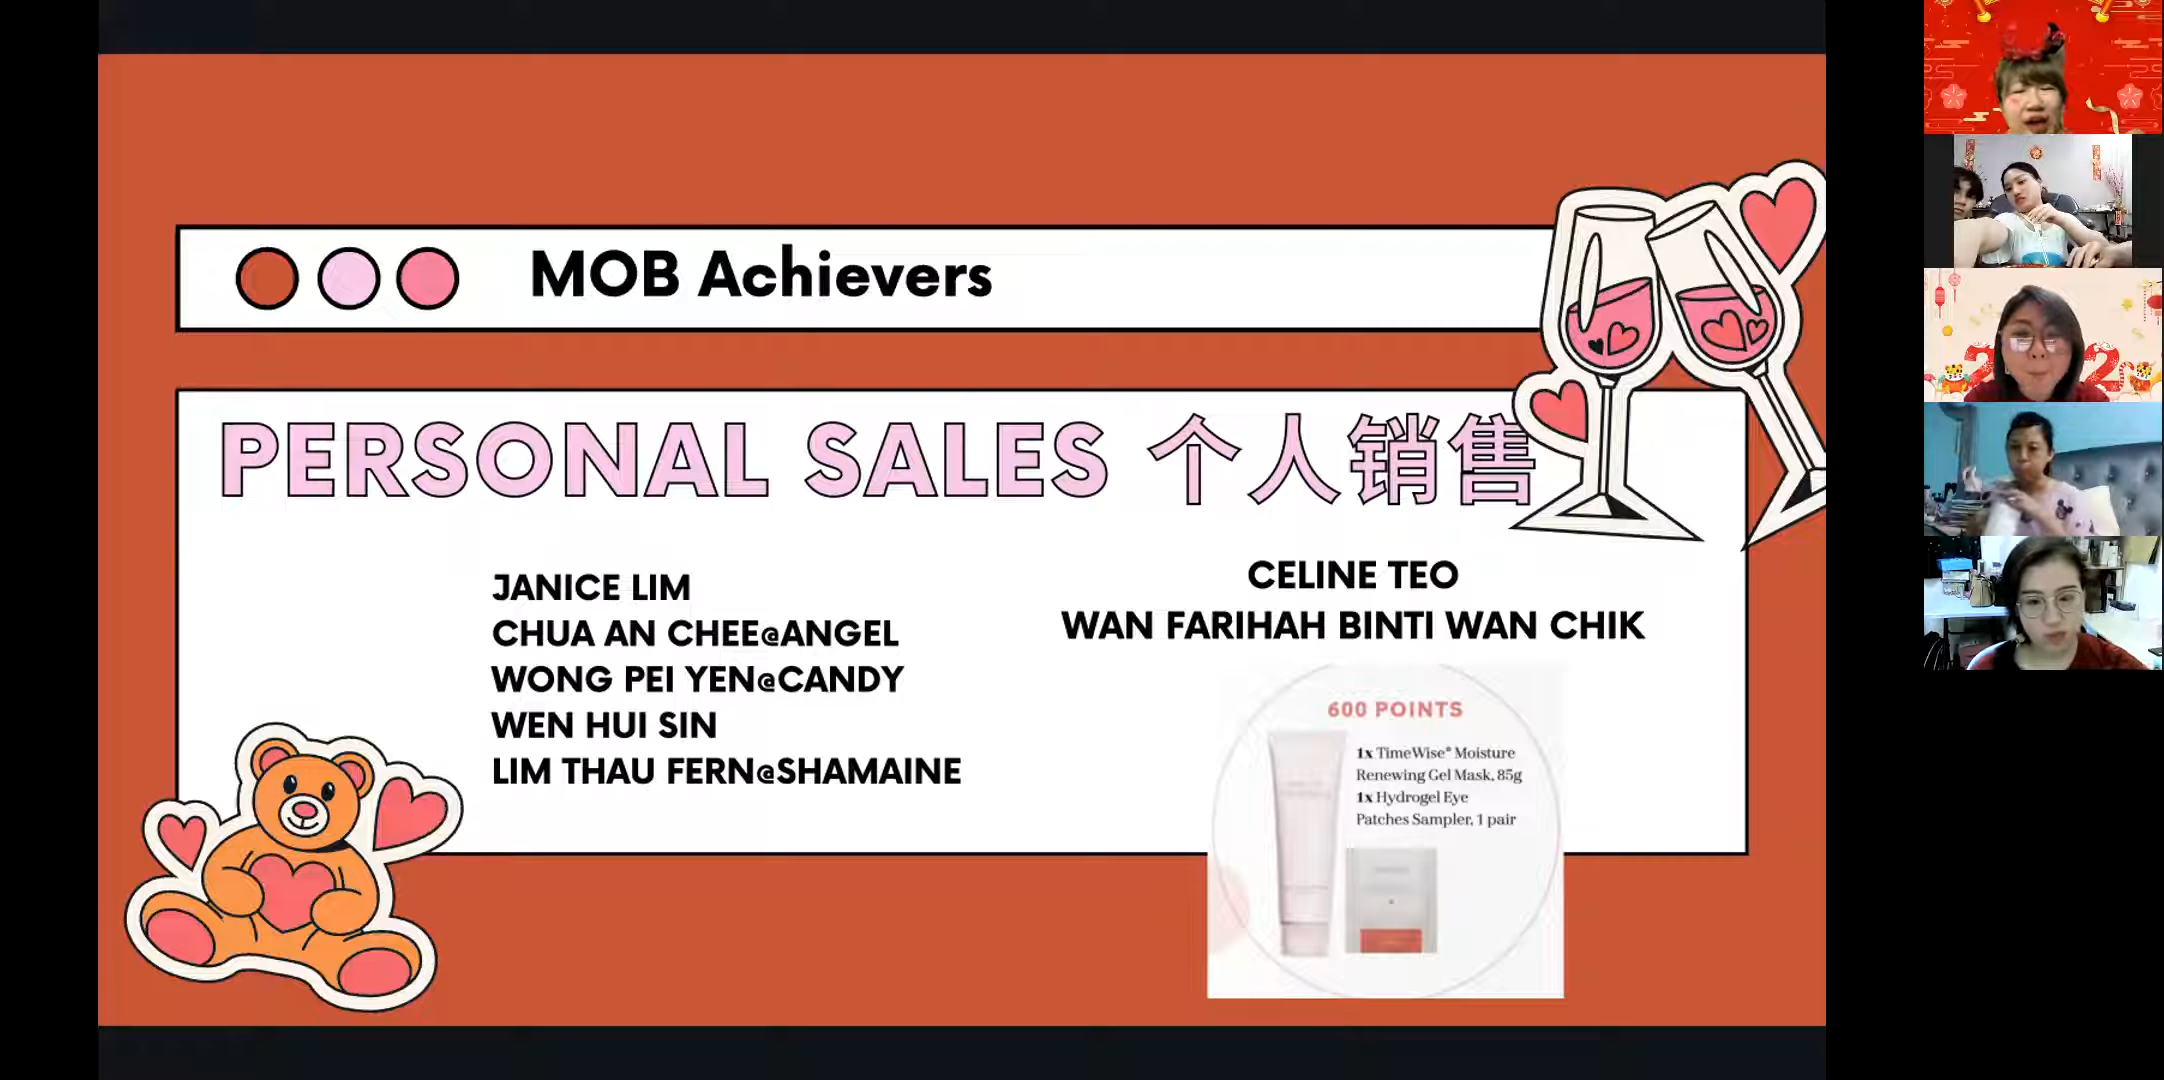 MOB Achievers
PERSONAL SALES 个人销售
JANICE LIM
CHUA AN CHEE@ANGEL
WONG PEI YEN@CANDY
WEN HUI SIN
LIM THAU FERN@SHAMAINE
CELINE TEO
WAN FARIHAH BINTI WAN CHIK
600 POINTS
1x TimeWise® Moisture
Renewing Gel Mask, 85g
1x Hydrogel Eye
Patches Sampler, 1 pair